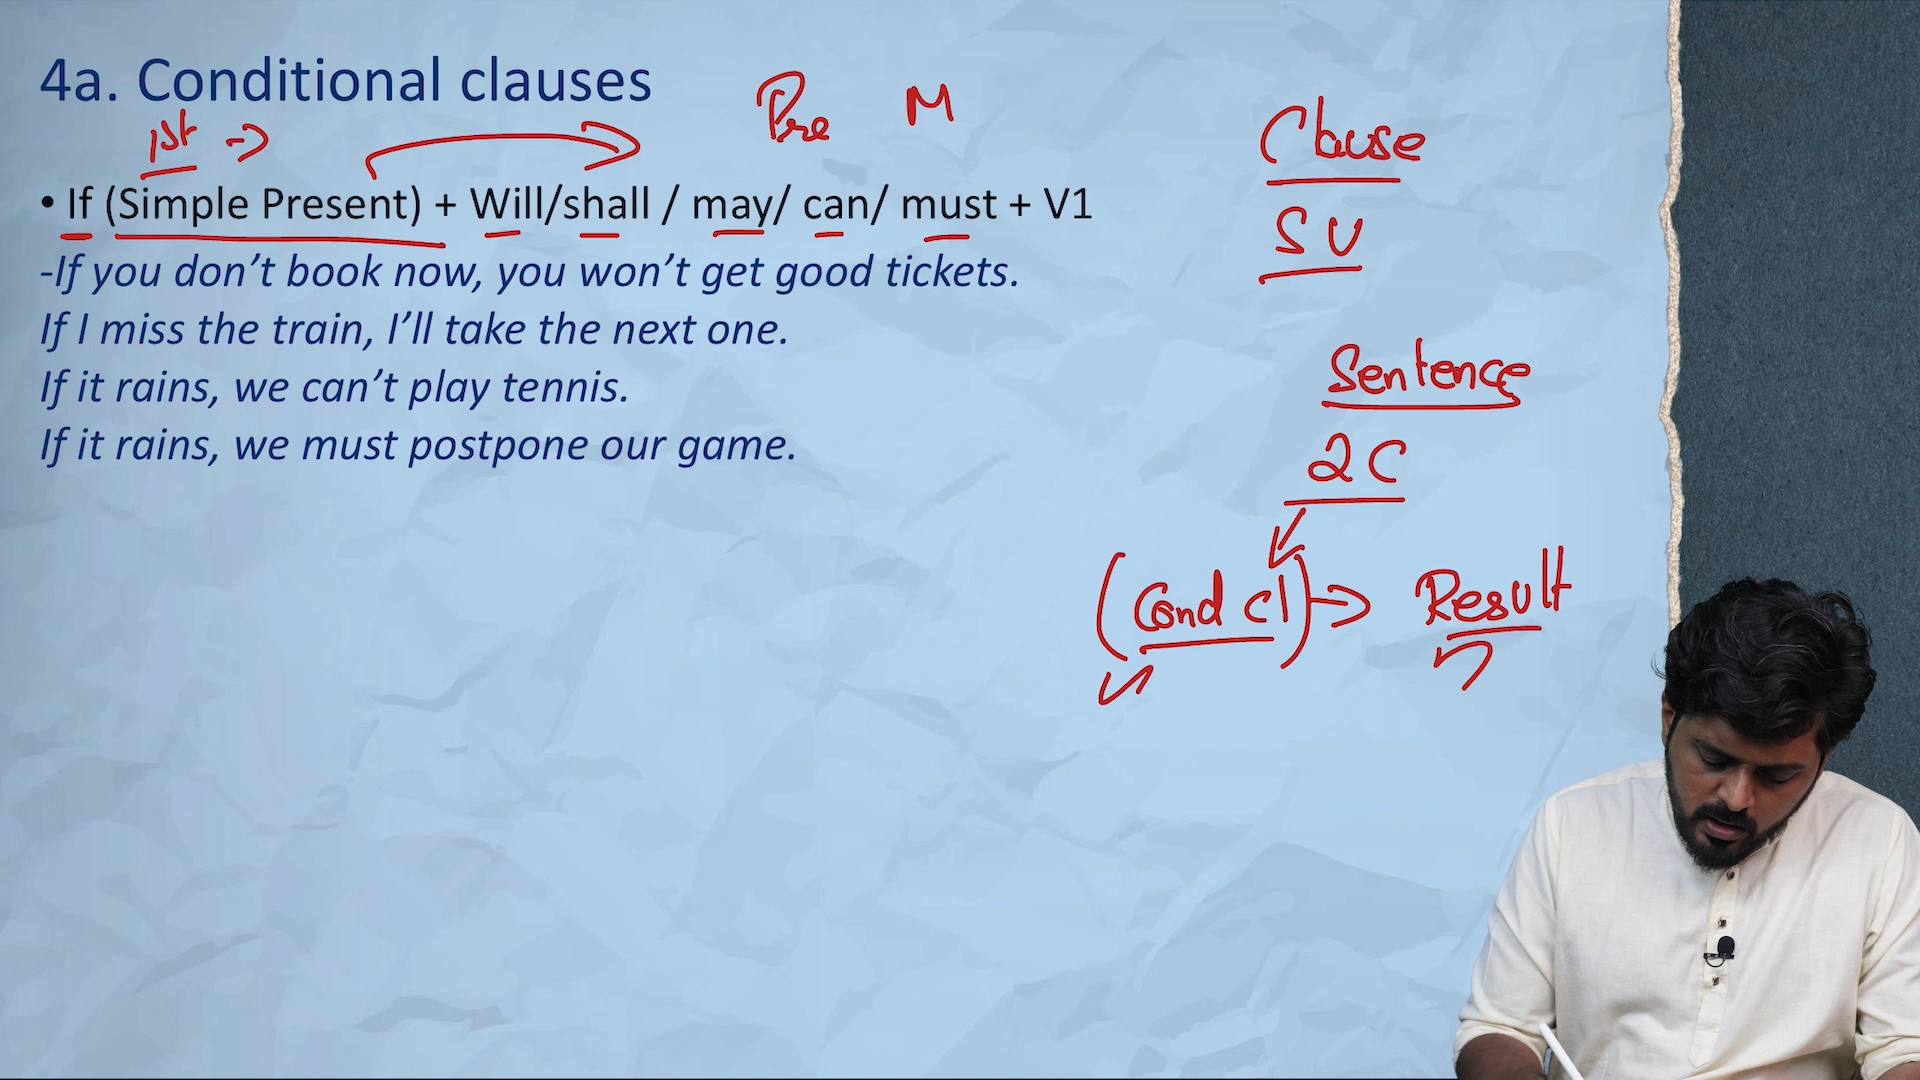 4a. Conditional clauses
1st →
Pre M
• If (Simple Present) + Will/shall / may/ can/ must + V1
-If you don’t book now, you won’t get good tickets.
If I miss the train, I’ll take the next one.
If it rains, we can’t play tennis.
If it rains, we must postpone our game.
Clause
S V
Sentence
2 C
(Cond cl) → Result